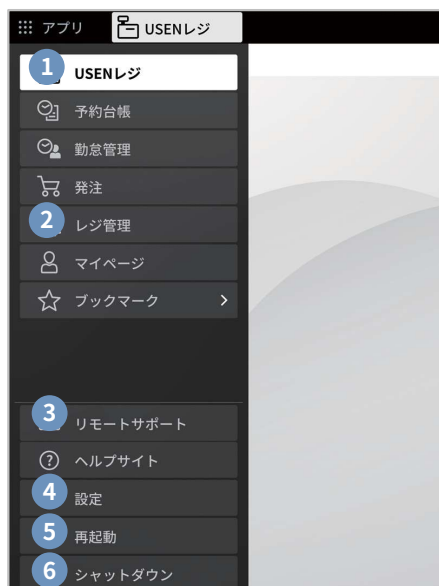 アプリ USENレジ
1 USENレジ
予約台帳
勤怠管理
発注
2 レジ管理
マイページ
ブックマーク
3 リモートサポート
? ヘルプサイト
4 設定
5 再起動
6 シャットダウン